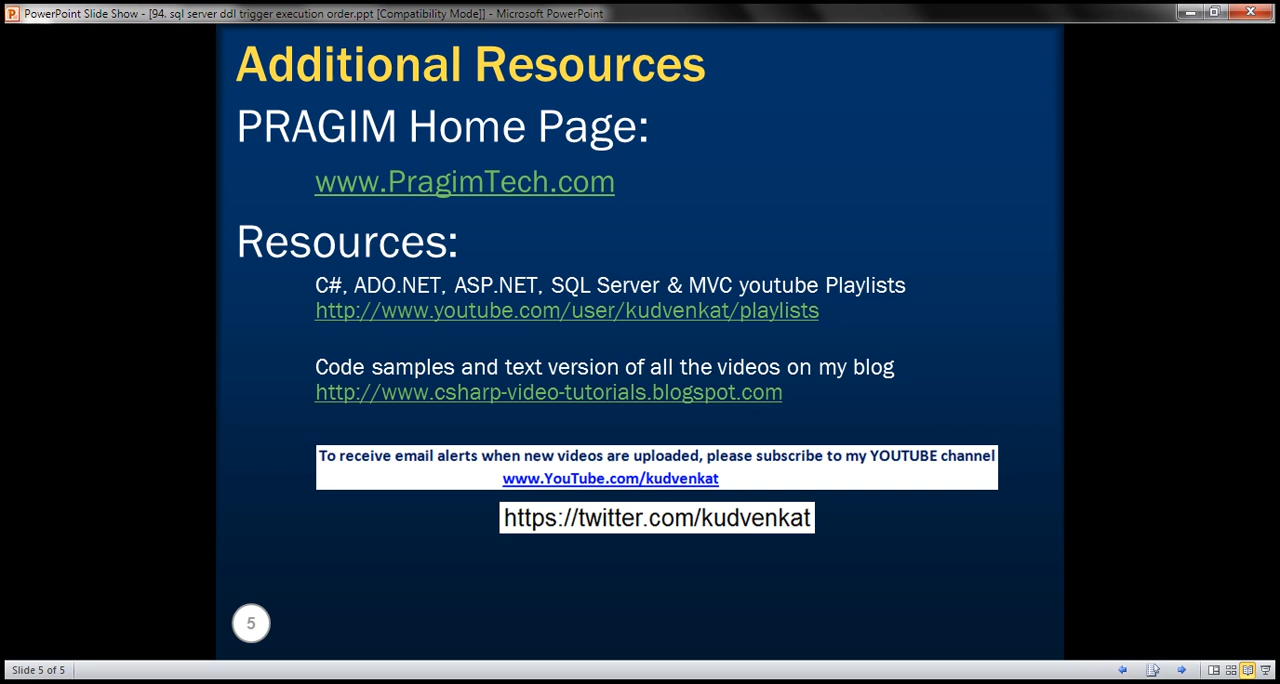 PowerPoint Slide Show - [94. sql server ddl trigger execution order.ppt [Compatibility Mode]] - Microsoft PowerPoint
Additional Resources
PRAGIM Home Page:
www.PragimTech.com
Resources:
C#, ADO.NET, ASP.NET, SQL Server & MVC youtube Playlists
http://www.youtube.com/user/kudvenkat/playlists
Code samples and text version of all the videos on my blog
http://www.csharp-video-tutorials.blogspot.com
To receive email alerts when new videos are uploaded, please subscribe to my YOUTUBE channel
www.YouTube.com/kudvenkat
https://twitter.com/kudvenkat
5
Slide 5 of 5